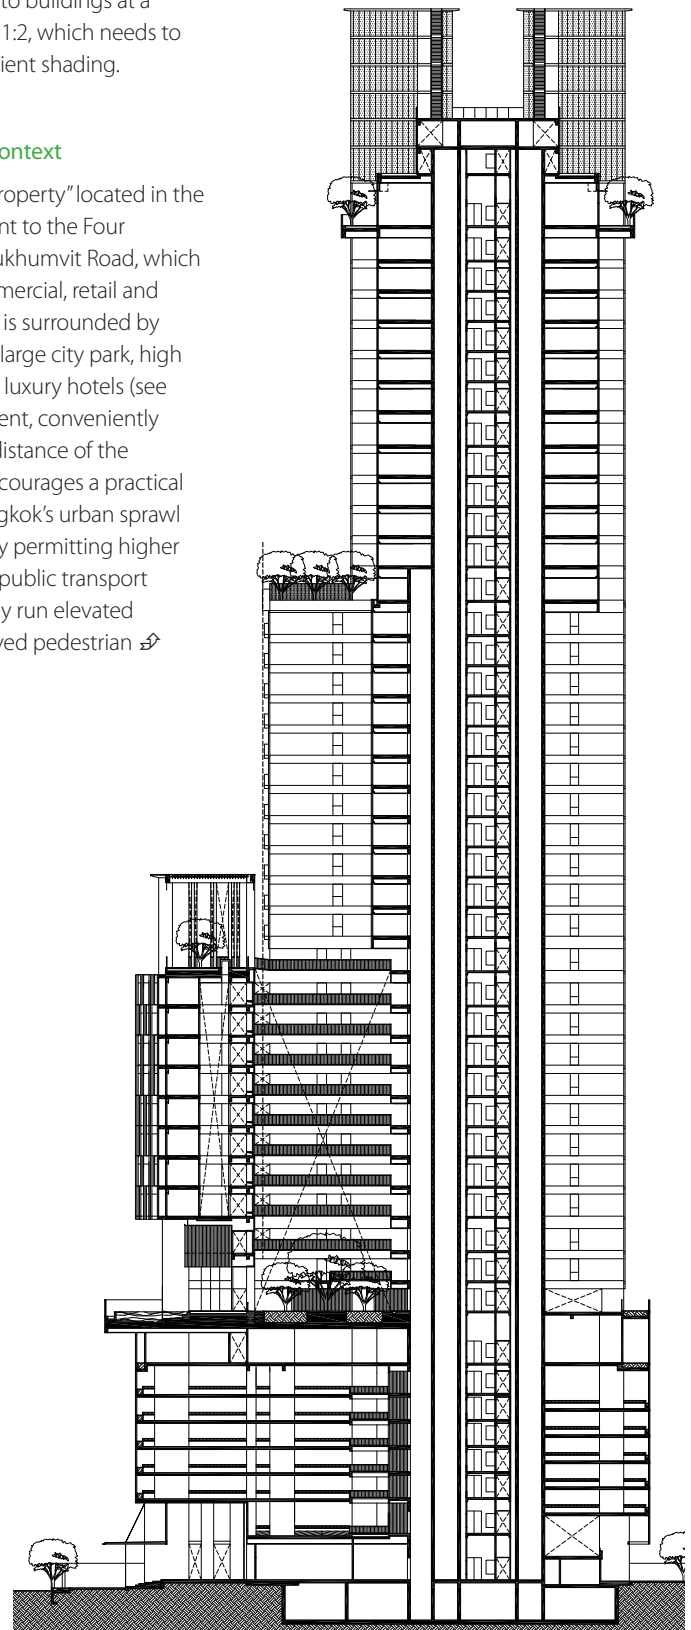 to buildings at a
1:2, which needs to
ient shading.
ontext
roperty” located in the
nt to the Four
ukhumvit Road, which
mercial, retail and
is surrounded by
large city park, high
luxury hotels (see
ent, conveniently
distance of the
courages a practical
gkok’s urban sprawl
y permitting higher
public transport
y run elevated
ved pedestrian